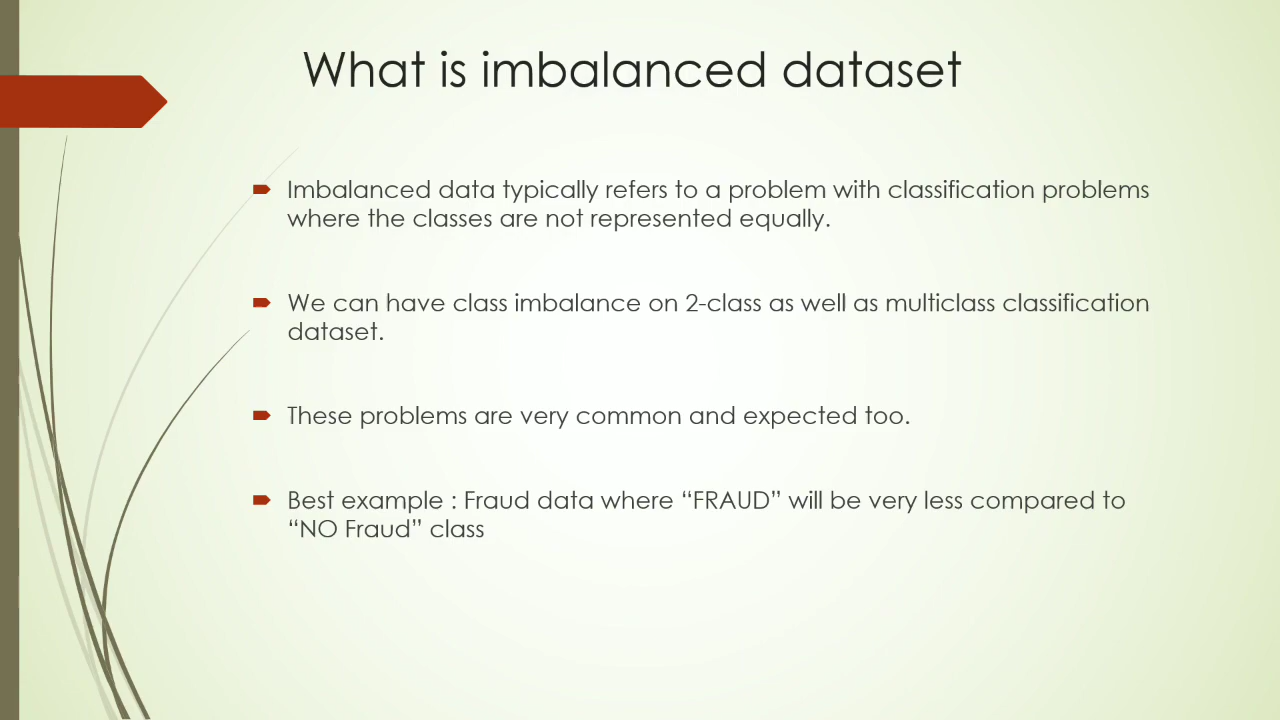 What is imbalanced dataset
Imbalanced data typically refers to a problem with classification problems
where the classes are not represented equally.
We can have class imbalance on 2-class as well as multiclass classification
dataset.
These problems are very common and expected too.
Best example : Fraud data where “FRAUD” will be very less compared to
“NO Fraud” class